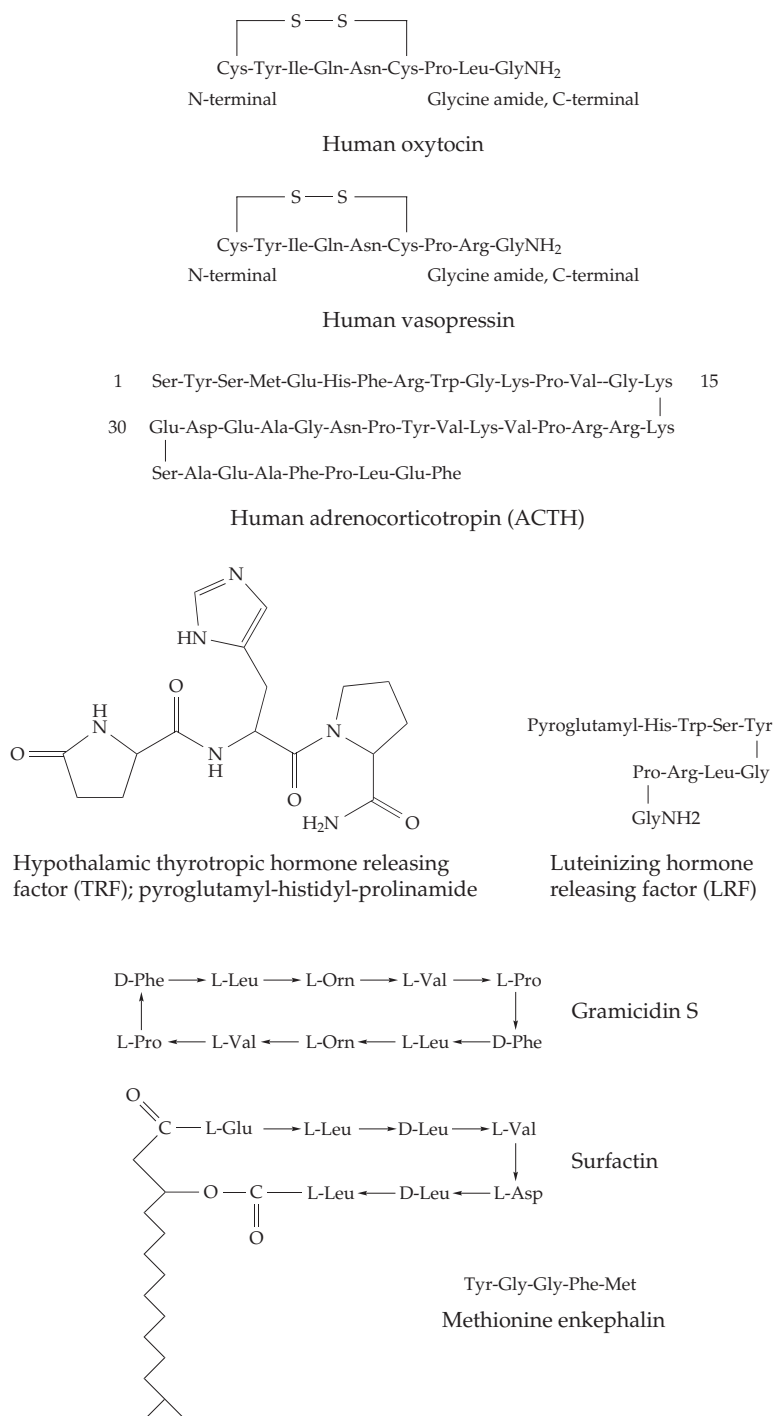 S — S
Cys-Tyr-Ile-Gln-Asn-Cys-Pro-Leu-GlyNH₂
N-terminal Glycine amide, C-terminal
Human oxytocin
S — S
Cys-Tyr-Ile-Gln-Asn-Cys-Pro-Arg-GlyNH₂
N-terminal Glycine amide, C-terminal
Human vasopressin
1 Ser-Tyr-Ser-Met-Glu-His-Phe-Arg-Trp-Gly-Lys-Pro-Val--Gly-Lys 15
30 Glu-Asp-Glu-Ala-Gly-Asn-Pro-Tyr-Val-Lys-Val-Pro-Arg-Arg-Lys
Ser-Ala-Glu-Ala-Phe-Pro-Leu-Glu-Phe
Human adrenocorticotropin (ACTH)
N
HN
O
H
N
O
N
H
O
N
H₂N
O
Hypothalamic thyrotropic hormone releasing
factor (TRF); pyroglutamyl-histidyl-prolinamide
Pyroglutamyl-His-Trp-Ser-Tyr
Pro-Arg-Leu-Gly
GlyNH2
Luteinizing hormone
releasing factor (LRF)
D-Phe L-Leu L-Orn L-Val L-Pro
Gramicidin S
L-Pro L-Val L-Orn L-Leu D-Phe
O
C L-Glu L-Leu D-Leu L-Val
Surfactin
O C L-Leu D-Leu L-Asp
O
Tyr-Gly-Gly-Phe-Met
Methionine enkephalin